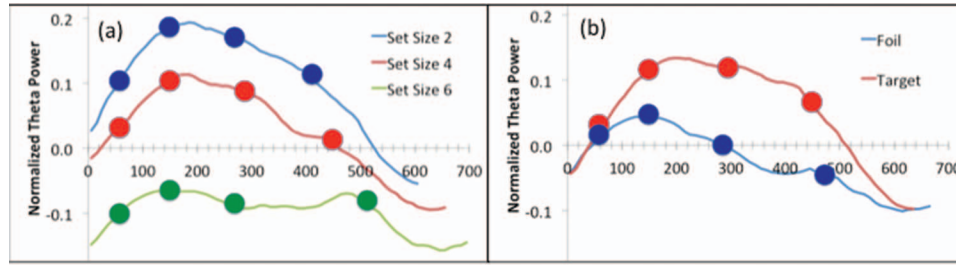 (a)
Normalized Theta Power
0.2
0.1
0.0
-0.1
0 100 200 300 400 500 600 700
Set Size 2
Set Size 4
Set Size 6
(b)
Normalized Theta Power
0.2
0.1
0.0
-0.1
0 100 200 300 400 500 600 700
Foil
Target